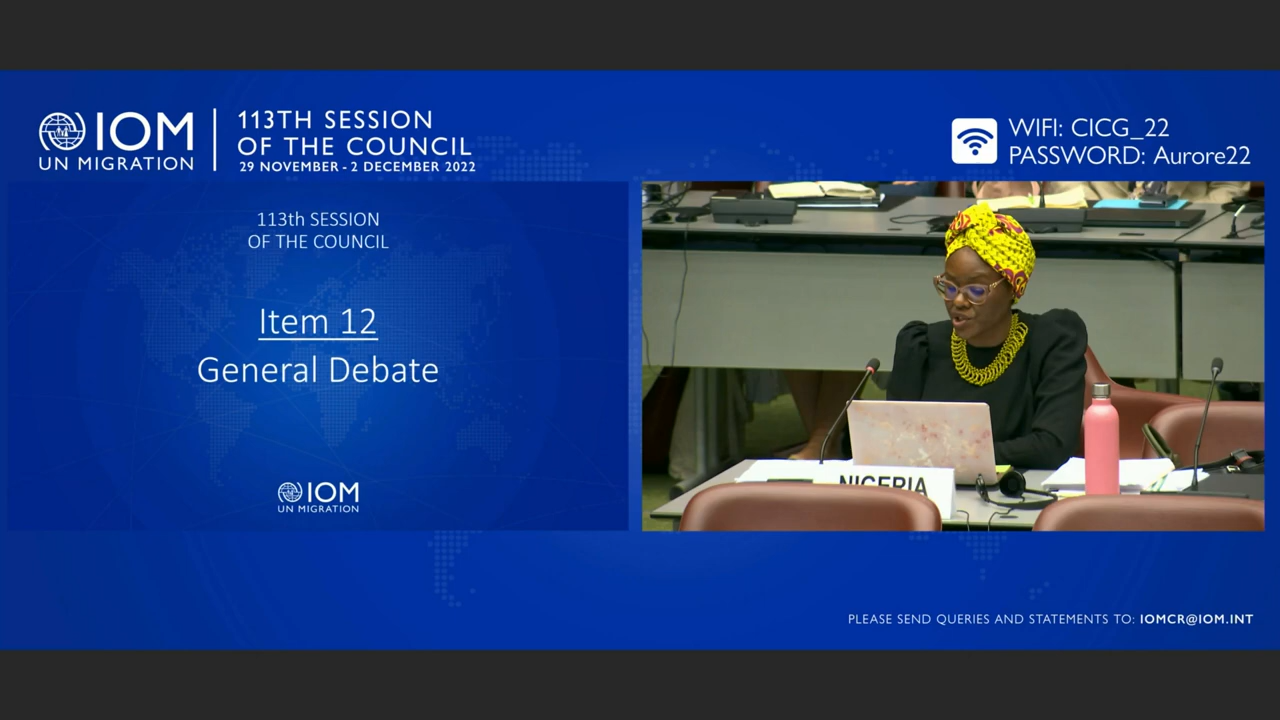 IOM
UN MIGRATION
113TH SESSION
OF THE COUNCIL
29 NOVEMBER - 2 DECEMBER 2022
WIFI: CICG_22
PASSWORD: Aurore22
113th SESSION
OF THE COUNCIL
Item 12
General Debate
IOM
UN MIGRATION
NIGERIA
PLEASE SEND QUERIES AND STATEMENTS TO: IOMCR@IOM.INT